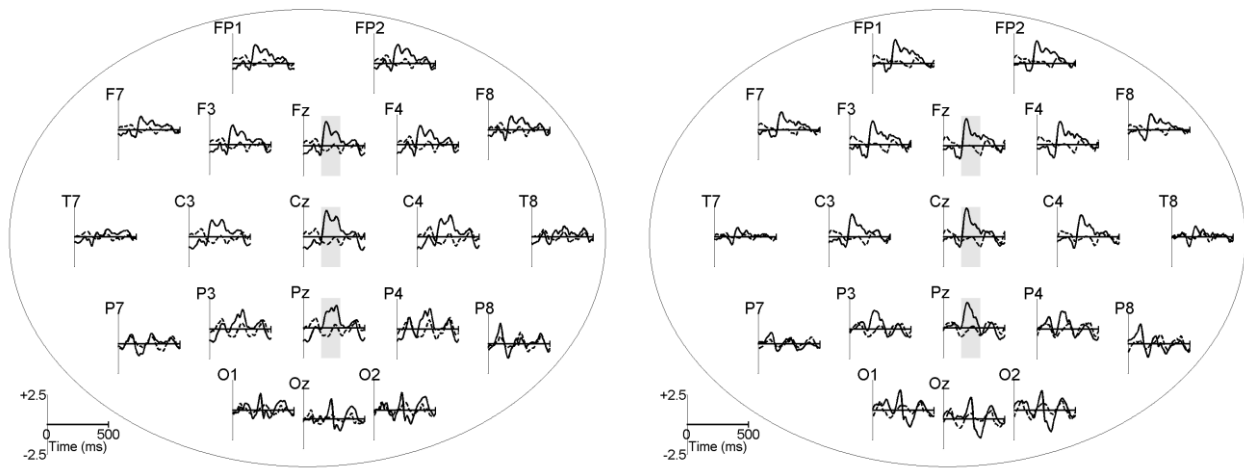 FP1 FP2 FP1 FP2
F7 F3 Fz F4 F8 F7 F3 Fz F4 F8
T7 C3 Cz C4 T8 T7 C3 Cz C4 T8
P7 P3 Pz P4 P8 P7 P3 Pz P4 P8
O1 Oz O2 O1 Oz O2
+2.5 +2.5
0 500 0 500
Time (ms) Time (ms)
-2.5 -2.5